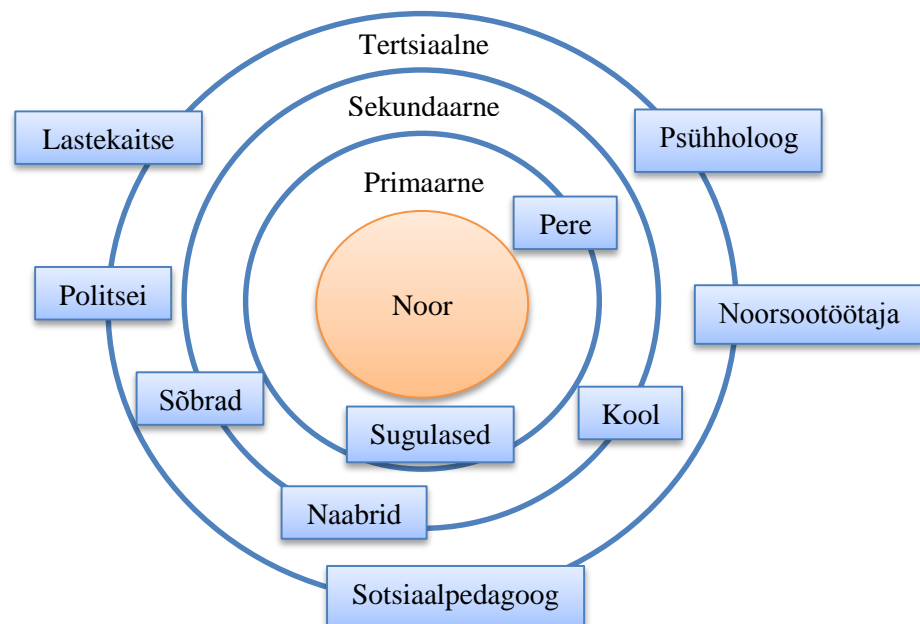 Tertsiaalne
Sekundaarne
Lastekaitse
Psühholoog
Primaarne
Pere
Politsei
Noor
Noorsootöötaja
Sõbrad
Kool
Sugulased
Naabrid
Sotsiaalpedagoog